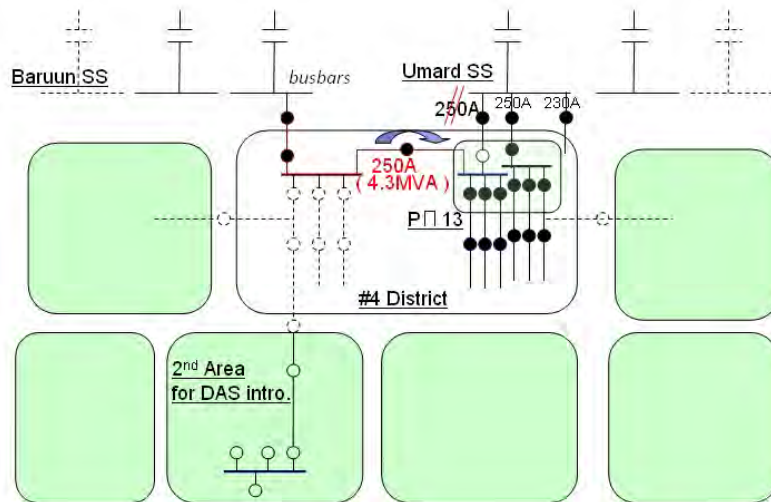 Baruun SS
busbars
Umard SS
250A
250A
230A
250A
( 4.3MVA )
PП 13
#4 District
2nd Area
for DAS intro.